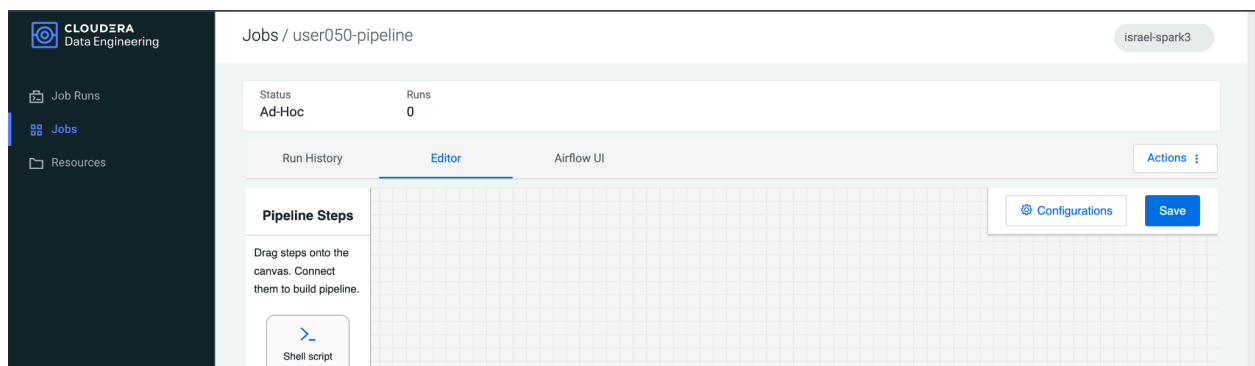 CLOUDERA
Data Engineering
Jobs / user050-pipeline
israel-spark3
Job Runs
Jobs
Resources
Status
Runs
Ad-Hoc
0
Run History
Editor
Airflow UI
Actions
Pipeline Steps
Configurations
Save
Drag steps onto the
canvas. Connect
them to build pipeline.
>_
Shell script